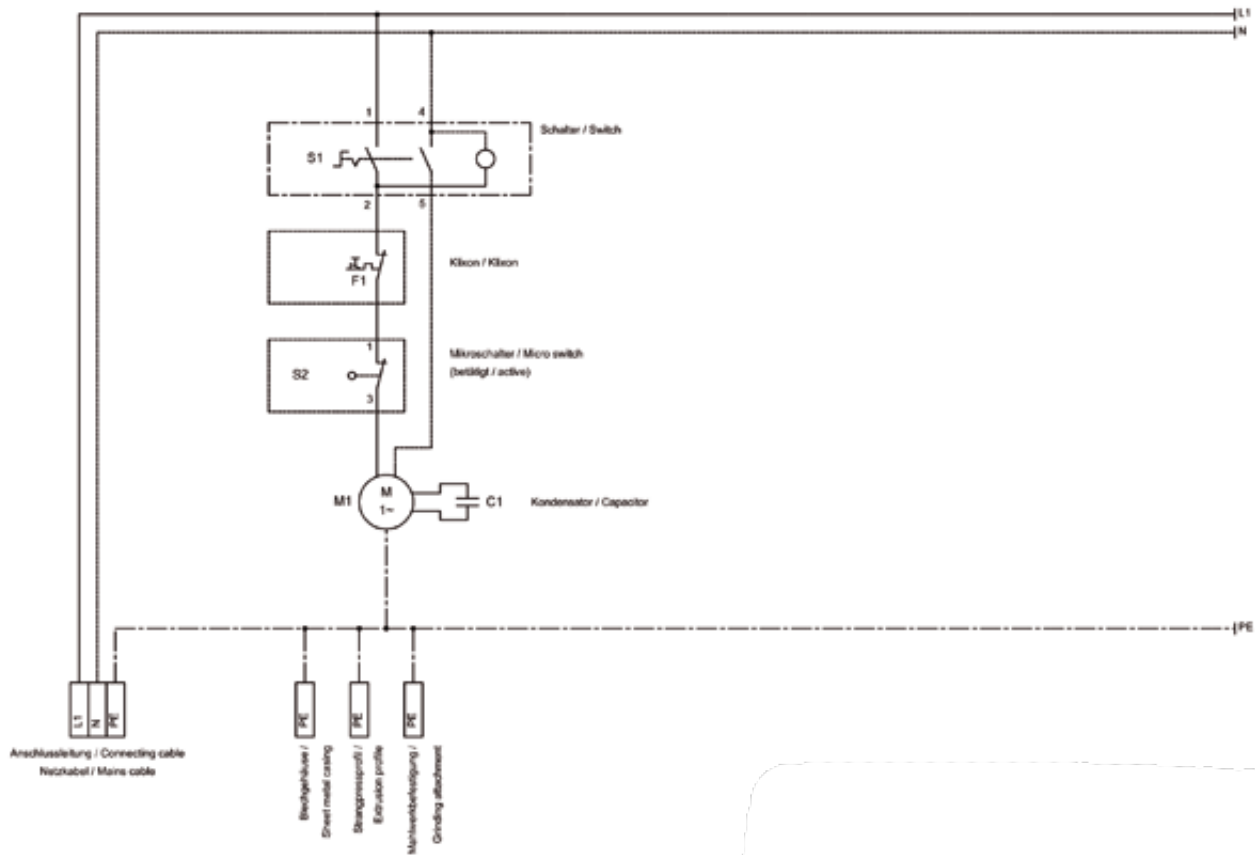 L1
N
1
4
Schalter / Switch
S1
2
5
Klixon / Klixon
F1
1
Mikroschalter / Micro switch
(betätigt / active)
S2
3
M1
M
1~
C1
Kondensator / Capacitor
PE
L1
N
PE
PE
PE
PE
Anschlussleitung / Connecting cable
Netzkabel / Mains cable
Blechgehäuse /
Sheet metal casing
Strangpressprofil /
Extrusion profile
Mahlwerkbefestigung /
Grinding attachment